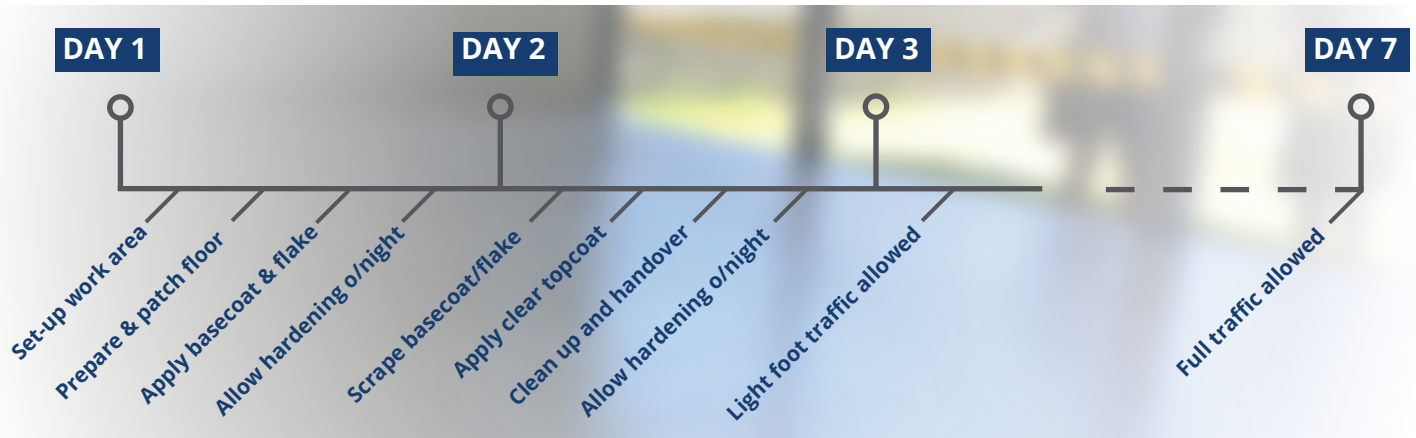 DAY 1
DAY 2
DAY 3
DAY 7
Set-up work area
Prepare & patch floor
Apply basecoat & flake
Allow hardening o/night
Scrape basecoat/flake
Apply clear topcoat
Clean up and handover
Allow hardening o/night
Light foot traffic allowed
Full traffic allowed